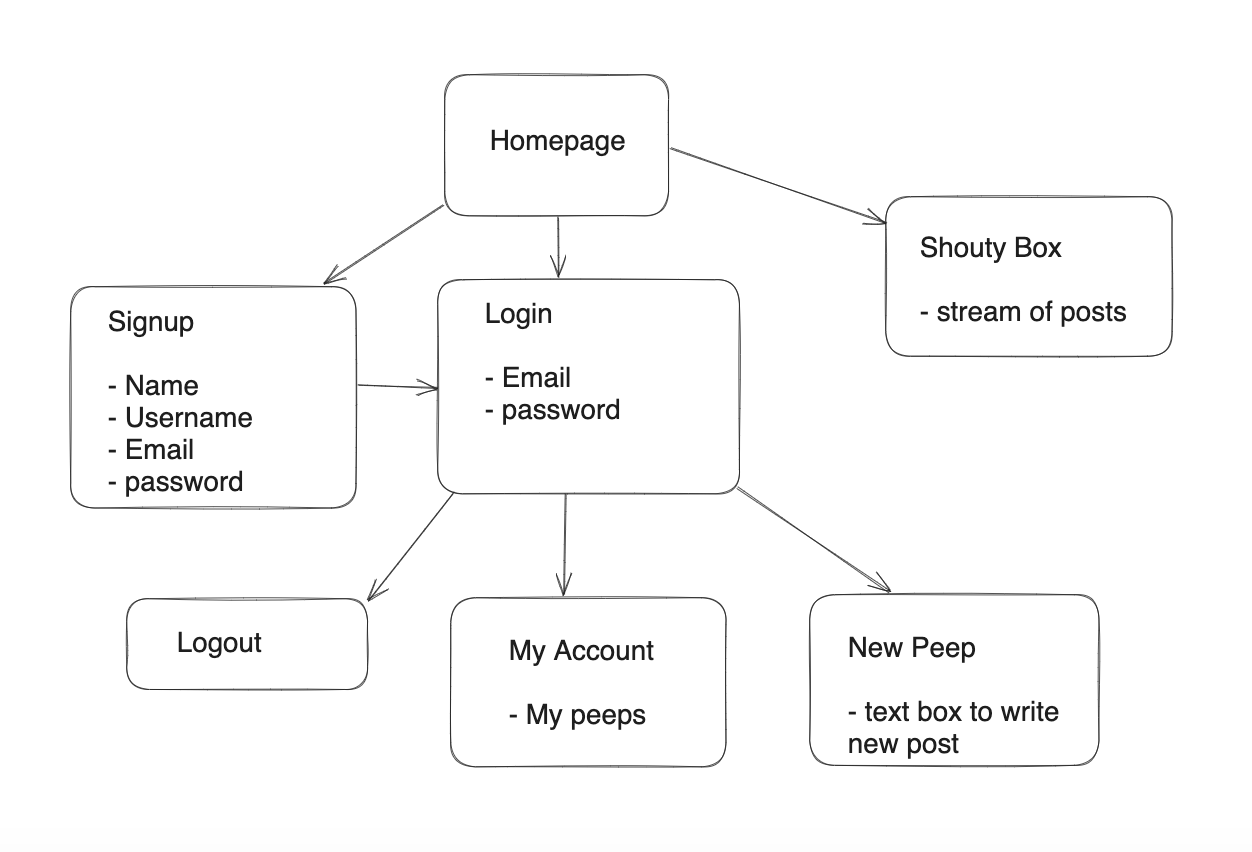 Homepage
Shouty Box
- stream of posts
Signup
- Name
- Username
- Email
- password
Login
- Email
- password
Logout
My Account
- My peeps
New Peep
- text box to write
new post